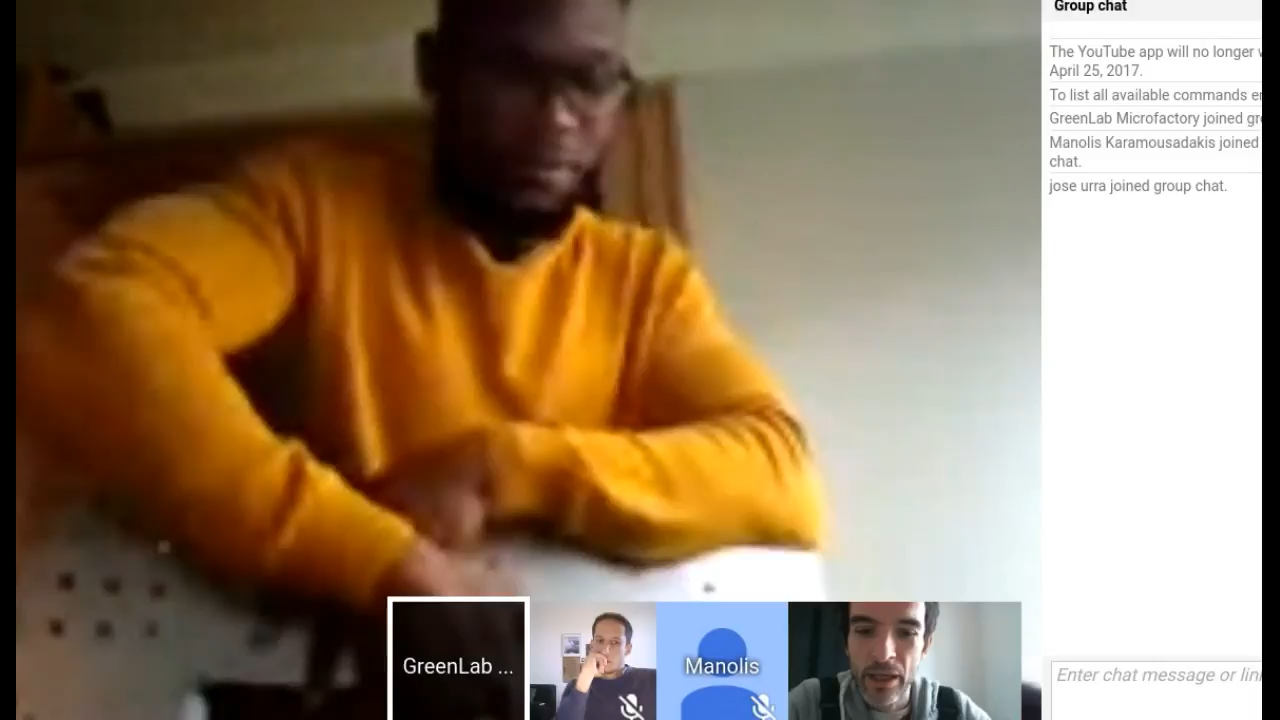 Group chat
The YouTube app will no longer
April 25, 2017.
To list all available commands
GreenLab Microfactory joined
Manolis Karamousadakis joined
chat.
jose urra joined group chat.
GreenLab ...
Manolis
Enter chat message or